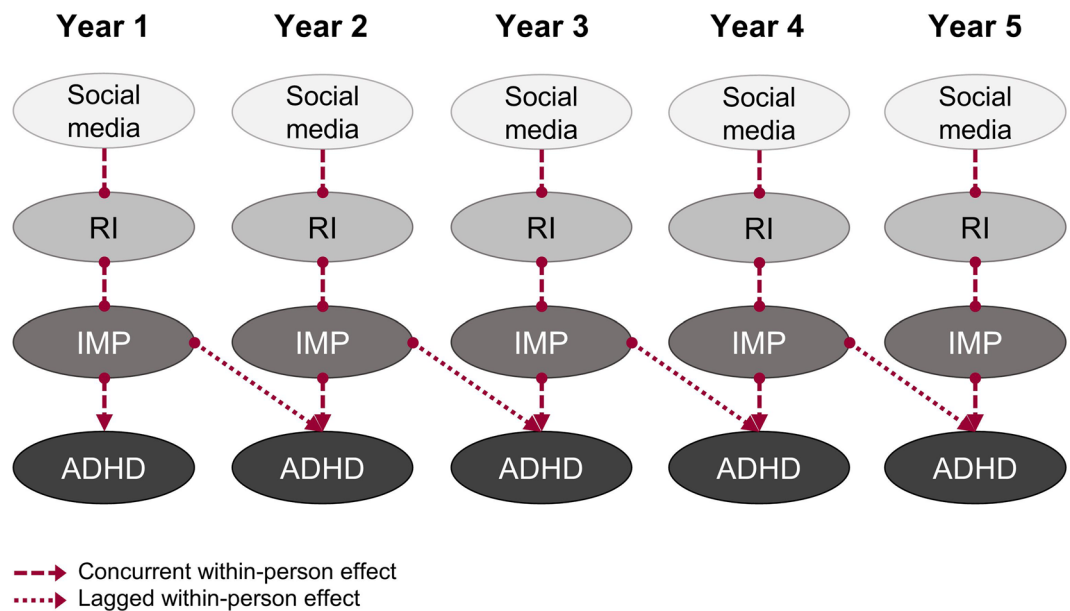 Year 1 Year 2 Year 3 Year 4 Year 5
Social Social Social Social Social
media media media media media
RI RI RI RI RI
IMP IMP IMP IMP IMP
ADHD ADHD ADHD ADHD ADHD
Concurrent within-person effect
Lagged within-person effect